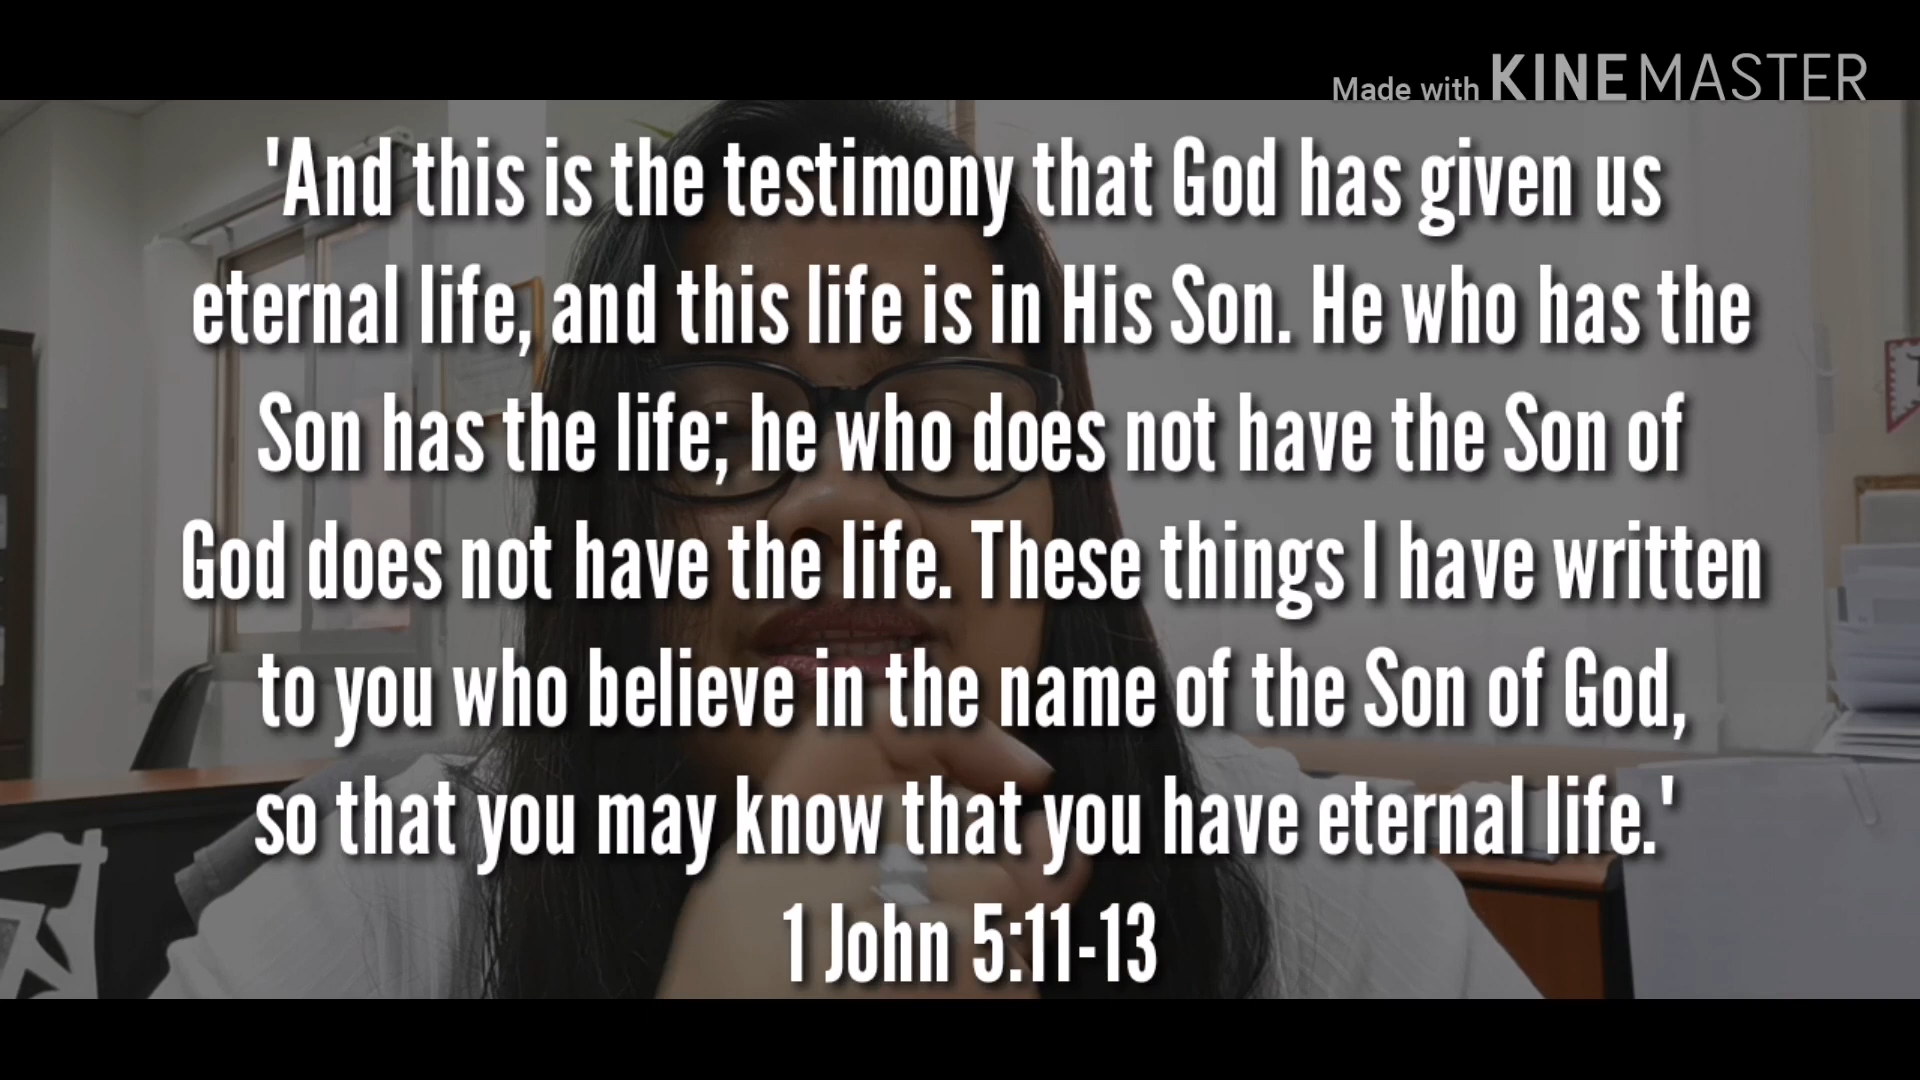 Made with KINEMASTER
'And this is the testimony that God has given us
eternal life, and this life is in His Son. He who has the
Son has the life; he who does not have the Son of
God does not have the life. These things I have written
to you who believe in the name of the Son of God,
so that you may know that you have eternal life.'
1 John 5:11-13